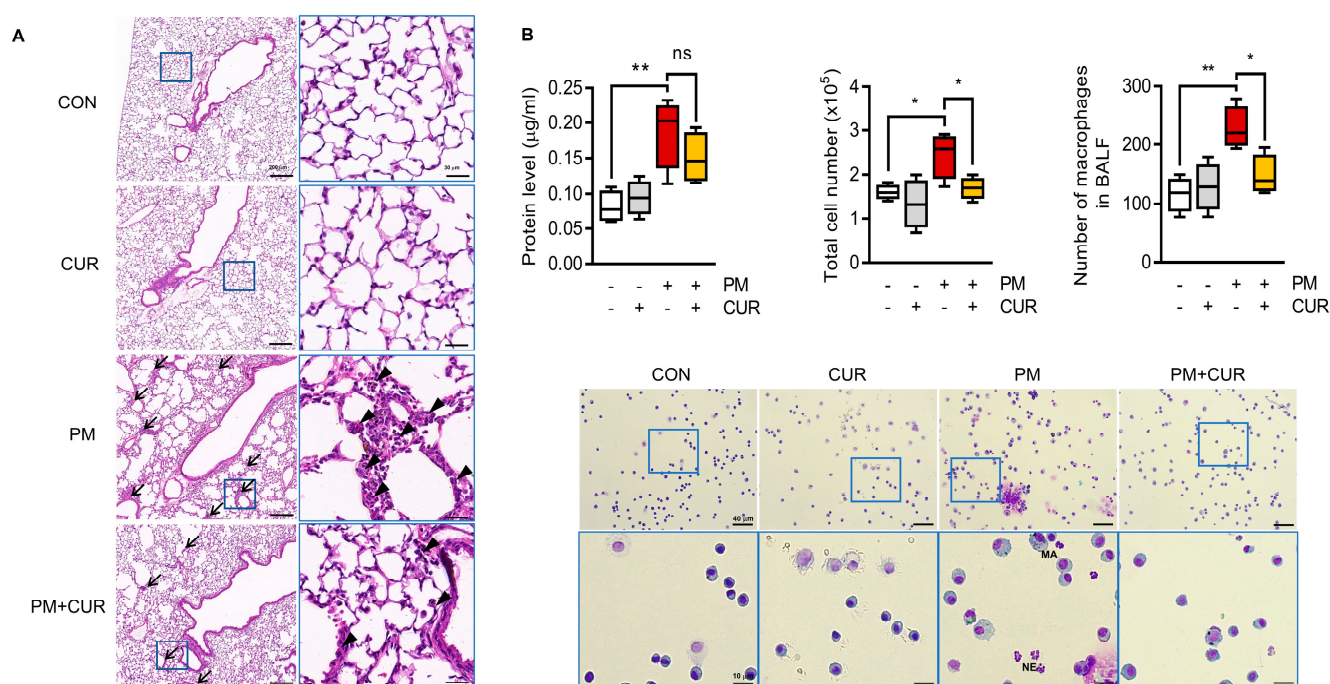 A
CON
200 μm
30 μm
CUR
PM
PM+CUR
B
Protein level (μg/ml)
0.25
0.20
0.15
0.10
0.05
0.00
**
ns
- - + + PM
- + - + CUR
Total cell number (x10⁵)
4
3
2
1
0
*
*
- - + + PM
- + - + CUR
Number of macrophages
in BALF
300
200
100
0
**
*
- - + + PM
- + - + CUR
CON CUR PM PM+CUR
40 μm
MA
NE
10 μm